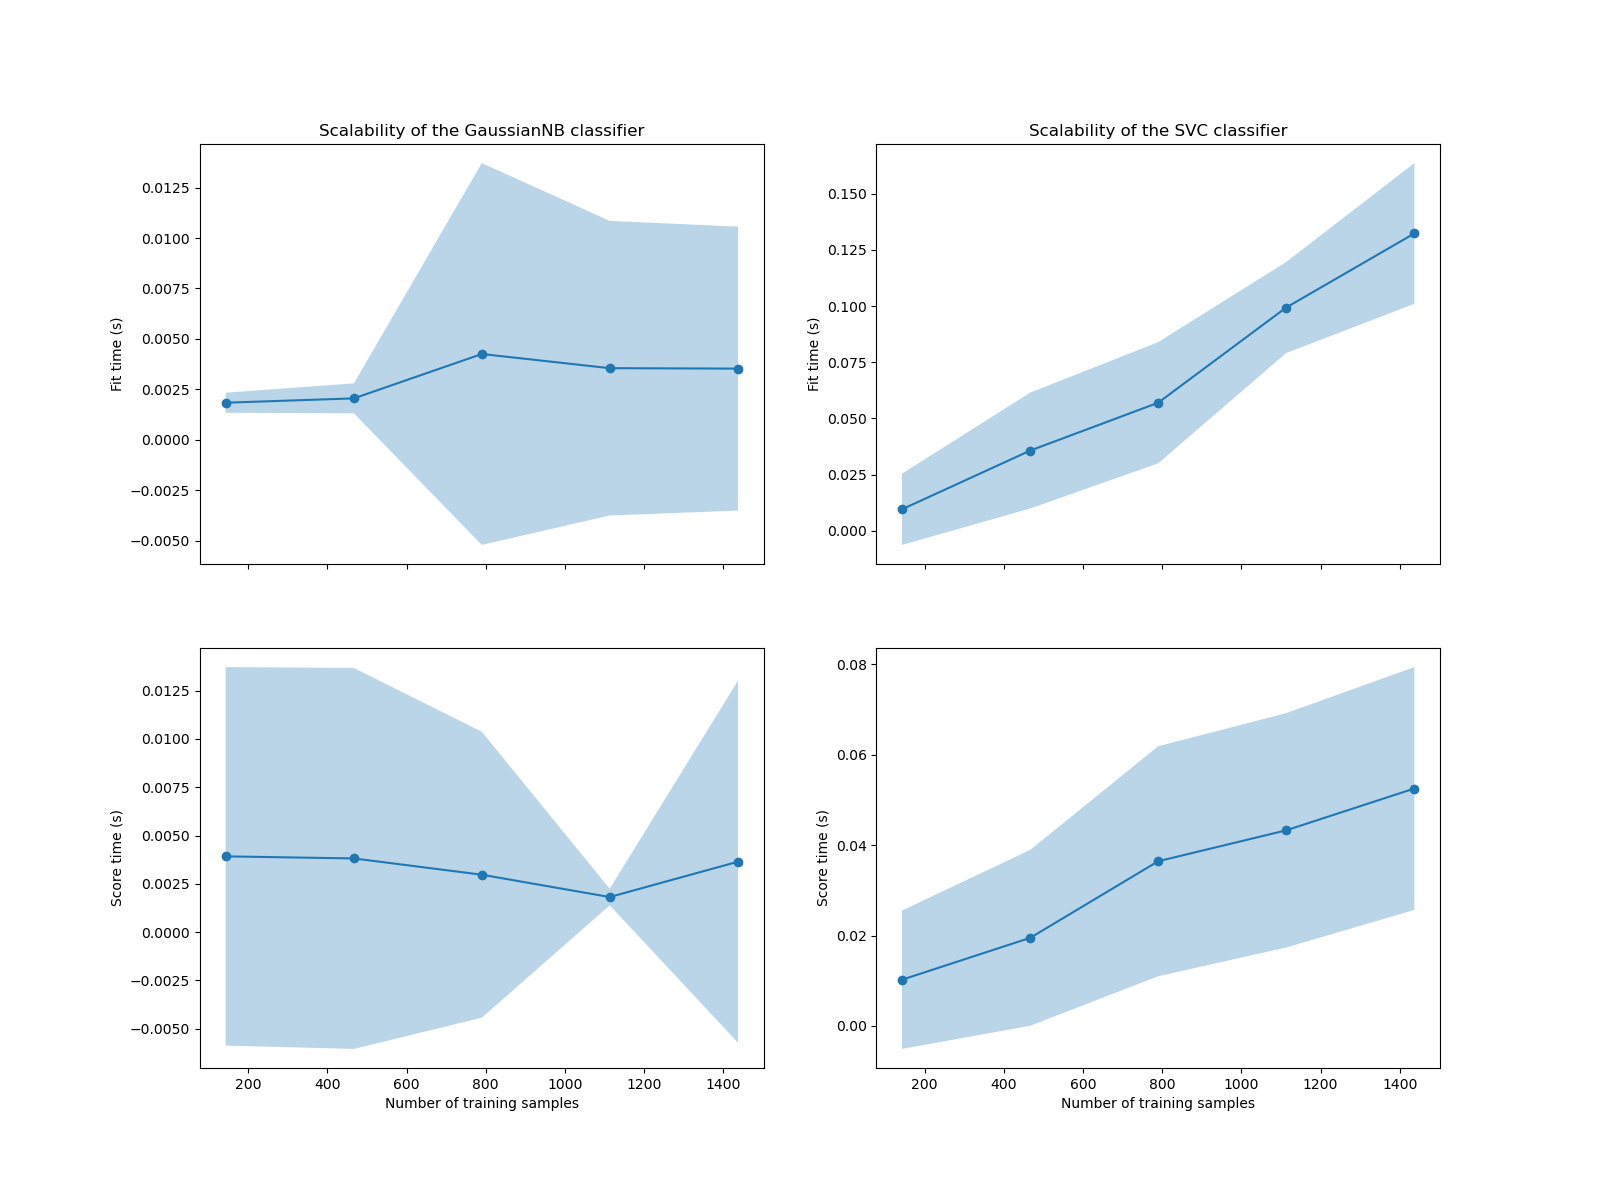 Scalability of the GaussianNB classifier
Fit time (s)
0.0125
0.0100
0.0075
0.0050
0.0025
0.0000
−0.0025
−0.0050
Scalability of the SVC classifier
Fit time (s)
0.150
0.125
0.100
0.075
0.050
0.025
0.000
Score time (s)
0.0125
0.0100
0.0075
0.0050
0.0025
0.0000
−0.0025
−0.0050
200 400 600 800 1000 1200 1400
Number of training samples
Score time (s)
0.08
0.06
0.04
0.02
0.00
200 400 600 800 1000 1200 1400
Number of training samples